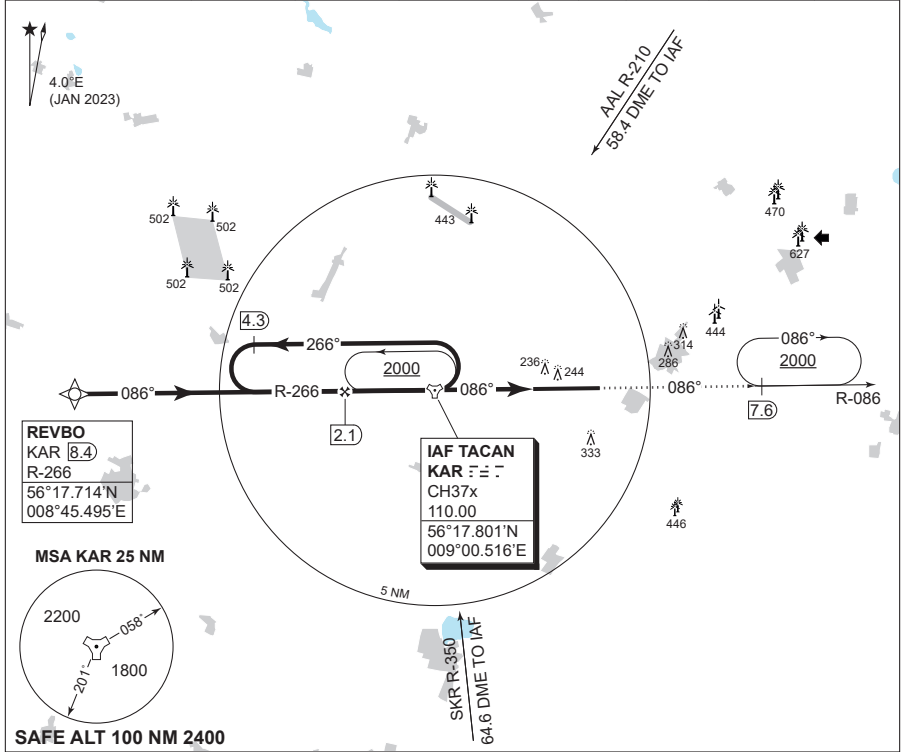 4.0°E
(JAN 2023)
AAL R-210
58.4 DME TO IAF
502
502
502
502
443
470
627
444
314
286
236
244
333
446
4.3
266°
2000
086°
R-266
086°
086°
2.1
086°
2000
7.6
R-086
REVBO
KAR 8.4
R-266
56°17.714'N
008°45.495'E
IAF TACAN
KAR
CH37x
110.00
56°17.801'N
009°00.516'E
5 NM
MSA KAR 25 NM
2200
058°
1800
201°
SKR R-350
64.6 DME TO IAF
SAFE ALT 100 NM 2400